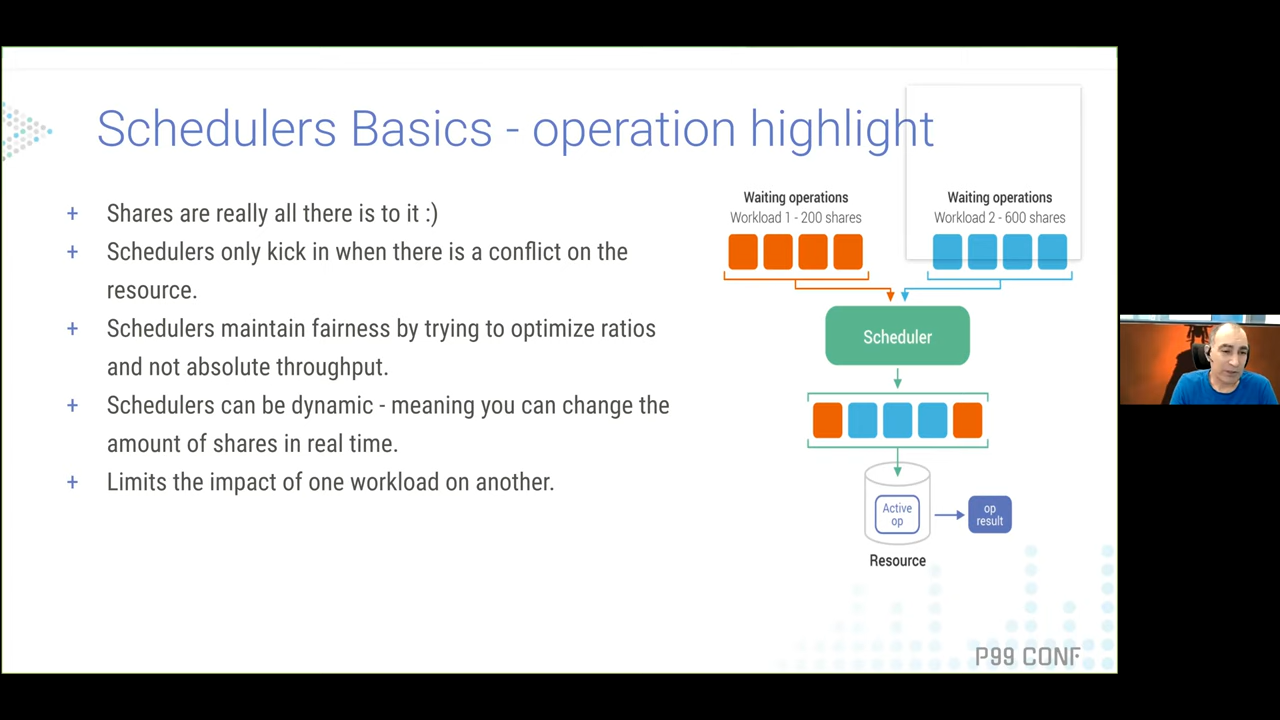 Schedulers Basics - operation highlight
+ Shares are really all there is to it :)
+ Schedulers only kick in when there is a conflict on the
resource.
+ Schedulers maintain fairness by trying to optimize ratios
and not absolute throughput.
+ Schedulers can be dynamic - meaning you can change the
amount of shares in real time.
+ Limits the impact of one workload on another.
Waiting operations
Workload 1 - 200 shares
Waiting operations
Workload 2 - 600 shares
Scheduler
Active
op
op
result
Resource
P99 CONF